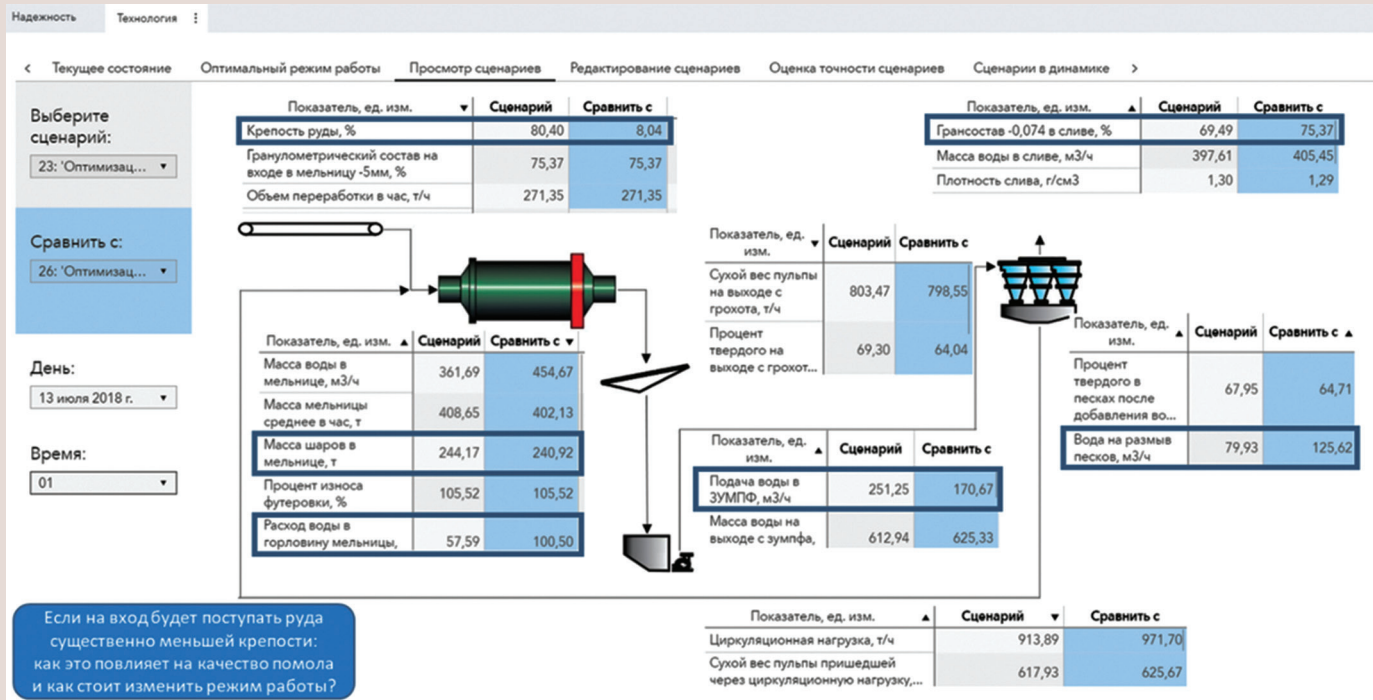 Надежность
Технология
Текущее состояние
Оптимальный режим работы
Просмотр сценариев
Редактирование сценариев
Оценка точности сценариев
Сценарии в динамике
Выберите
сценарий:
23: 'Оптимизац...
Сравнить с:
26: 'Оптимизац...
День:
13 июля 2018 г.
Время:
01
Показатель, ед. изм. Сценарий Сравнить с
Крепость руды, % 80,40 8,04
Гранулометрический состав на
входе в мельницу -5мм, % 75,37 75,37
Объем переработки в час, т/ч 271,35 271,35
Показатель, ед. изм. Сценарий Сравнить с
Грансостав -0,074 в сливе, % 69,49 75,37
Масса воды в сливе, м3/ч 397,61 405,45
Плотность слива, г/см3 1,30 1,29
Показатель, ед. изм. Сценарий Сравнить с
Масса воды в
мельнице, м3/ч 361,69 454,67
Масса мельницы
среднее в час, т 408,65 402,13
Масса шаров в
мельнице, т 244,17 240,92
Процент износа
футеровки, % 105,52 105,52
Расход воды в
горловину мельницы, 57,59 100,50
Показатель, ед.
изм. Сценарий Сравнить с
Сухой вес пульпы
на выходе с
грохота, т/ч 803,47 798,55
Процент
твердого на
выходе с грохот... 69,30 64,04
Показатель, ед.
изм. Сценарий Сравнить с
Подача воды в
ЗУМПФ, м3/ч 251,25 170,67
Масса воды на
выходе с зумпфа, 612,94 625,33
Показатель, ед.
изм. Сценарий Сравнить с
Процент
твердого в
песках после
добавления во... 67,95 64,71
Вода на размыв
песков, м3/ч 79,93 125,62
Показатель, ед. изм. Сценарий Сравнить с
Циркуляционная нагрузка, т/ч 913,89 971,70
Сухой вес пульпы пришедшей
через циркуляционную нагрузку,... 617,93 625,67
Если на вход будет поступать руда
существенно меньшей крепости:
как это повлияет на качество помола
и как стоит изменить режим работы?